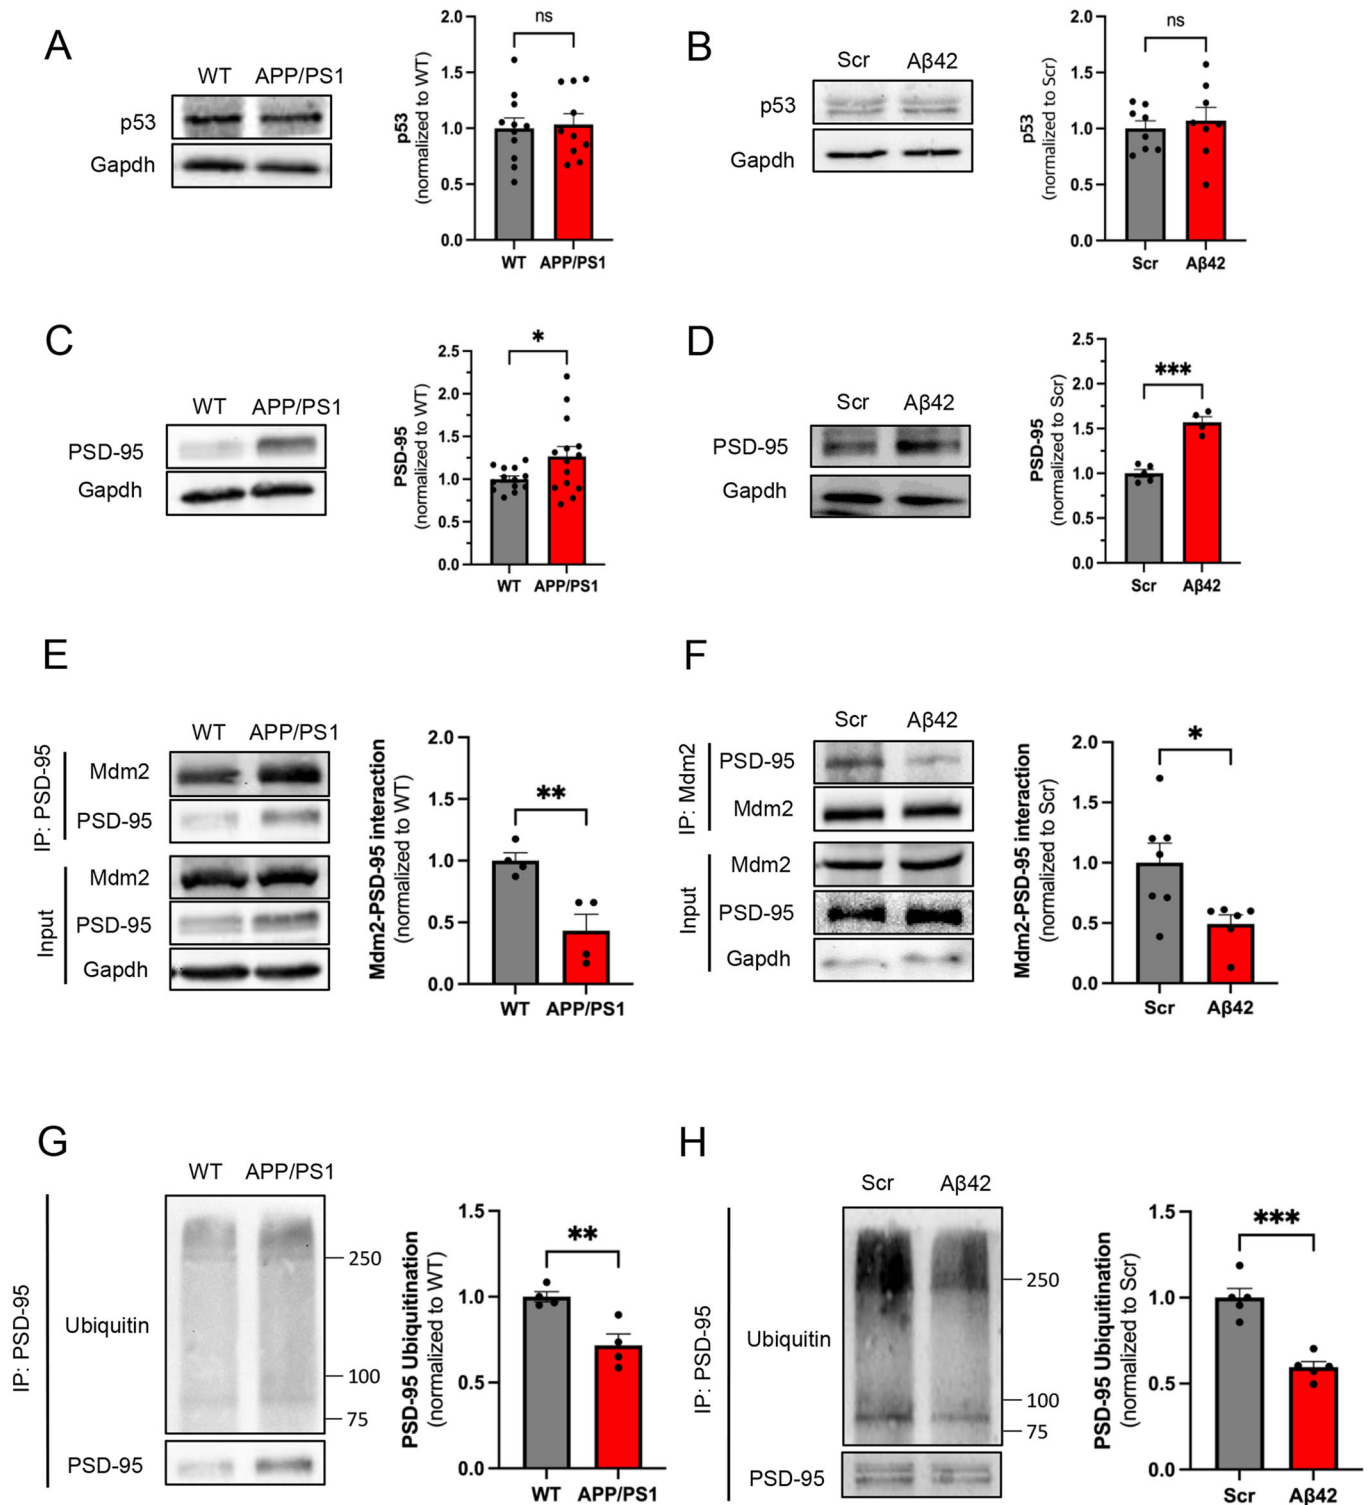 A
WT APP/PS1
p53
Gapdh
p53
(normalized to WT)
2.0
1.5
1.0
0.5
0.0
ns
WT APP/PS1
B
Scr Aβ42
p53
Gapdh
p53
(normalized to Scr)
2.0
1.5
1.0
0.5
0.0
ns
Scr Aβ42
C
WT APP/PS1
PSD-95
Gapdh
PSD-95
(normalized to WT)
2.5
2.0
1.5
1.0
0.5
0.0
*
WT APP/PS1
D
Scr Aβ42
PSD-95
Gapdh
PSD-95
(normalized to Scr)
2.5
2.0
1.5
1.0
0.5
0.0
***
Scr Aβ42
E
WT APP/PS1
IP: PSD-95
Mdm2
PSD-95
Input
Mdm2
PSD-95
Gapdh
Mdm2-PSD-95 interaction
(normalized to WT)
2.0
1.5
1.0
0.5
0.0
**
WT APP/PS1
F
Scr Aβ42
IP: Mdm2
PSD-95
Mdm2
Input
Mdm2
PSD-95
Gapdh
Mdm2-PSD-95 interaction
(normalized to Scr)
2.0
1.5
1.0
0.5
0.0
*
Scr Aβ42
G
WT APP/PS1
IP: PSD-95
Ubiquitin
250
100
75
PSD-95
PSD-95 Ubiquitination
(normalized to WT)
1.5
1.0
0.5
0.0
**
WT APP/PS1
H
Scr Aβ42
IP: PSD-95
Ubiquitin
250
100
75
PSD-95
PSD-95 Ubiquitination
(normalized to Scr)
1.5
1.0
0.5
0.0
***
Scr Aβ42